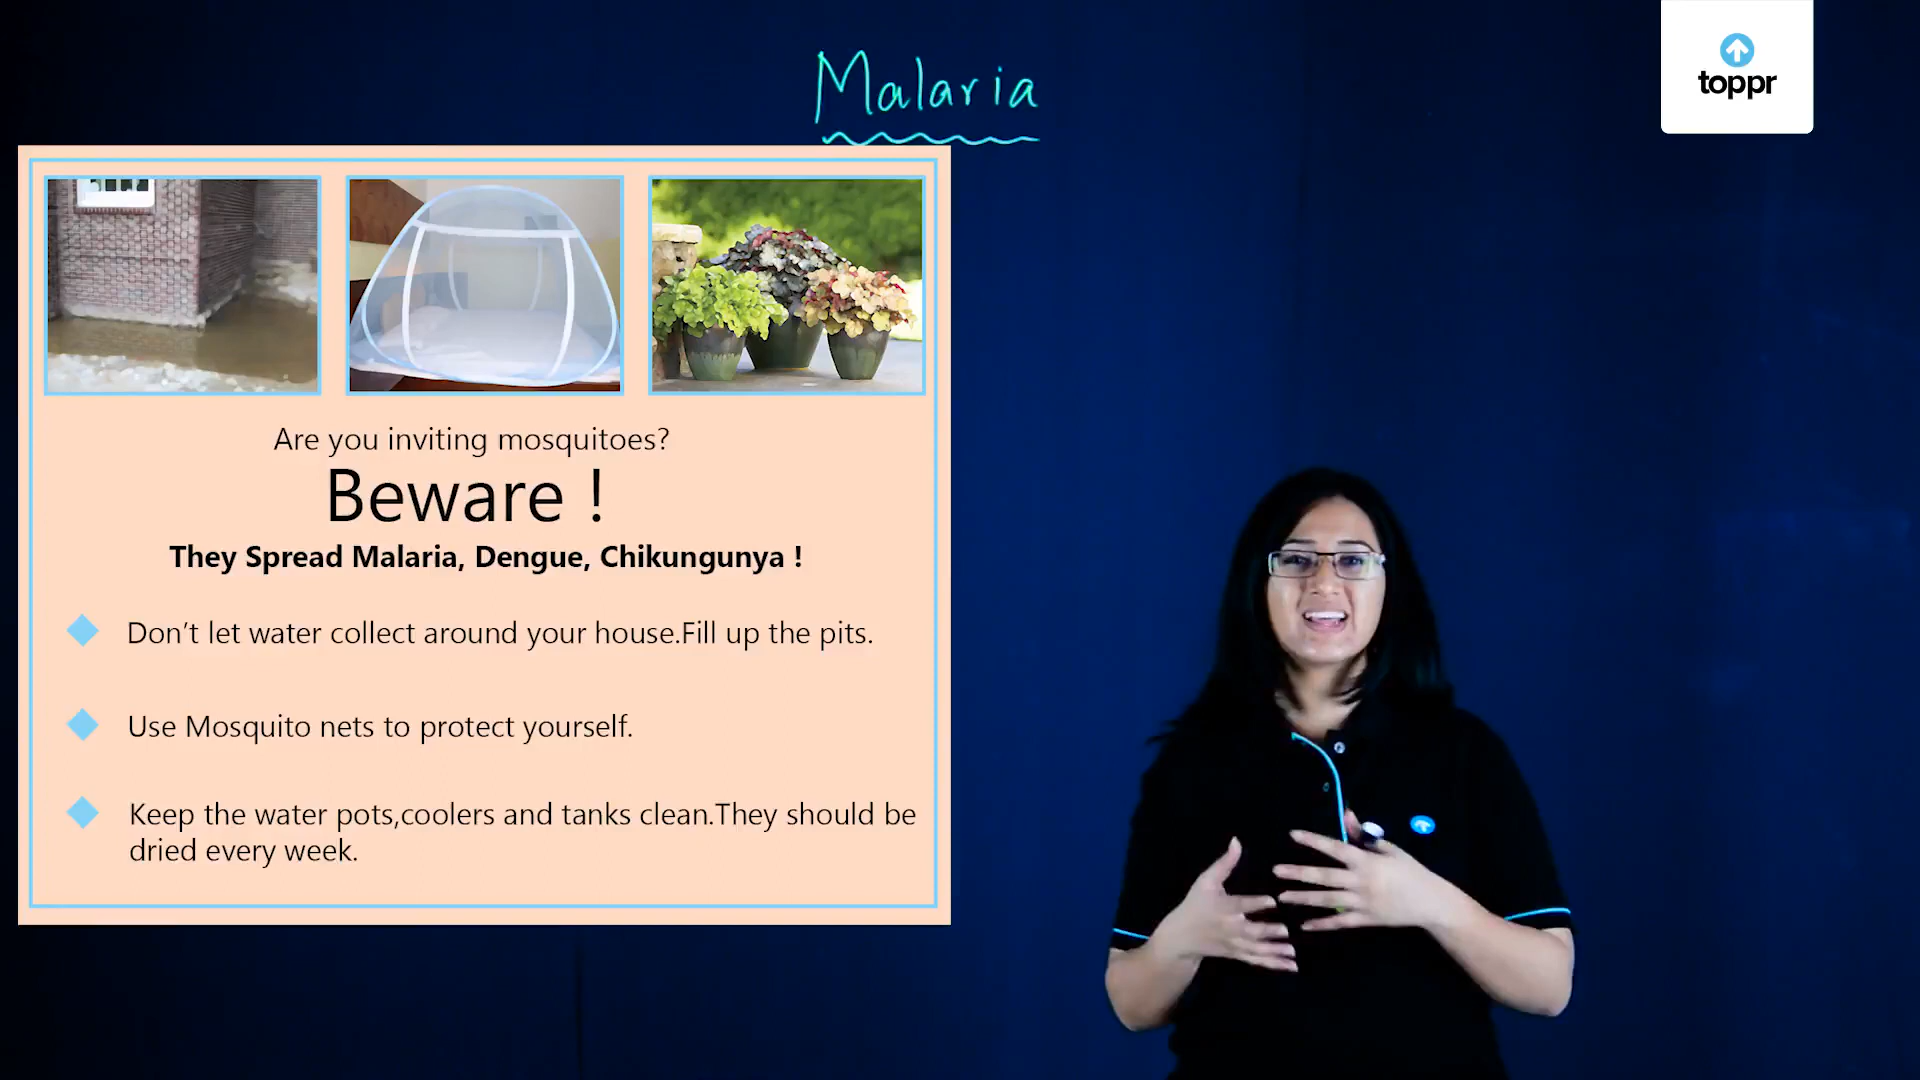 Malaria
toppr
Are you inviting mosquitoes?
Beware !
They Spread Malaria, Dengue, Chikungunya !
Don’t let water collect around your house.Fill up the pits.
Use Mosquito nets to protect yourself.
Keep the water pots,coolers and tanks clean.They should be
dried every week.